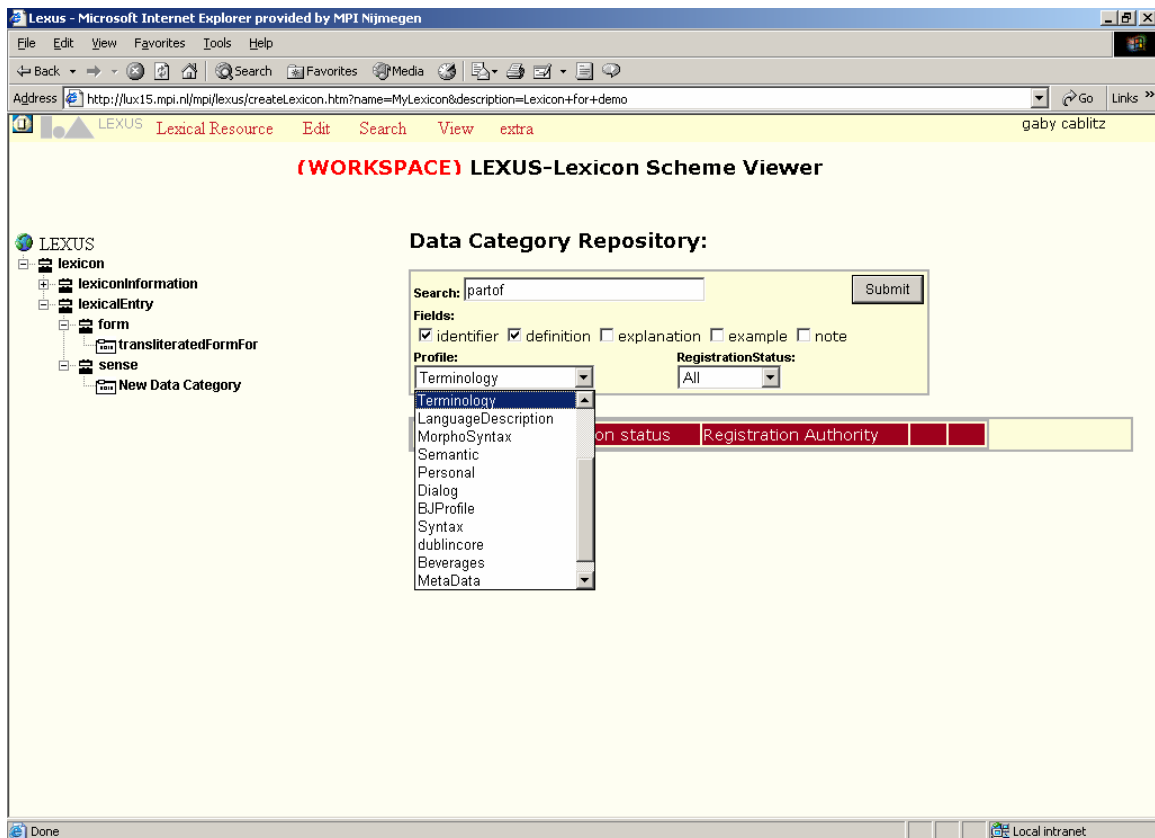 Lexus - Microsoft Internet Explorer provided by MPI Nijmegen
File Edit View Favorites Tools Help
Back Search Favorites Media
Address http://lux15.mpi.nl/mpi/lexus/createLexicon.htm?name=MyLexicon&description=Lexicon+for+demo Go Links »
LEXUS Lexical Resource Edit Search View extra gaby cablitz
(WORKSPACE) LEXUS-Lexicon Scheme Viewer
LEXUS
lexicon
lexiconInformation
lexicalEntry
form
transliteratedFormFor
sense
New Data Category
Data Category Repository:
Search: partof Submit
Fields:
identifier definition explanation example note
Profile: RegistrationStatus:
Terminology All
Terminology
LanguageDescription
MorphoSyntax
Semantic
Personal
Dialog
BJProfile
Syntax
dublincore
Beverages
MetaData
on status Registration Authority
Done Local intranet